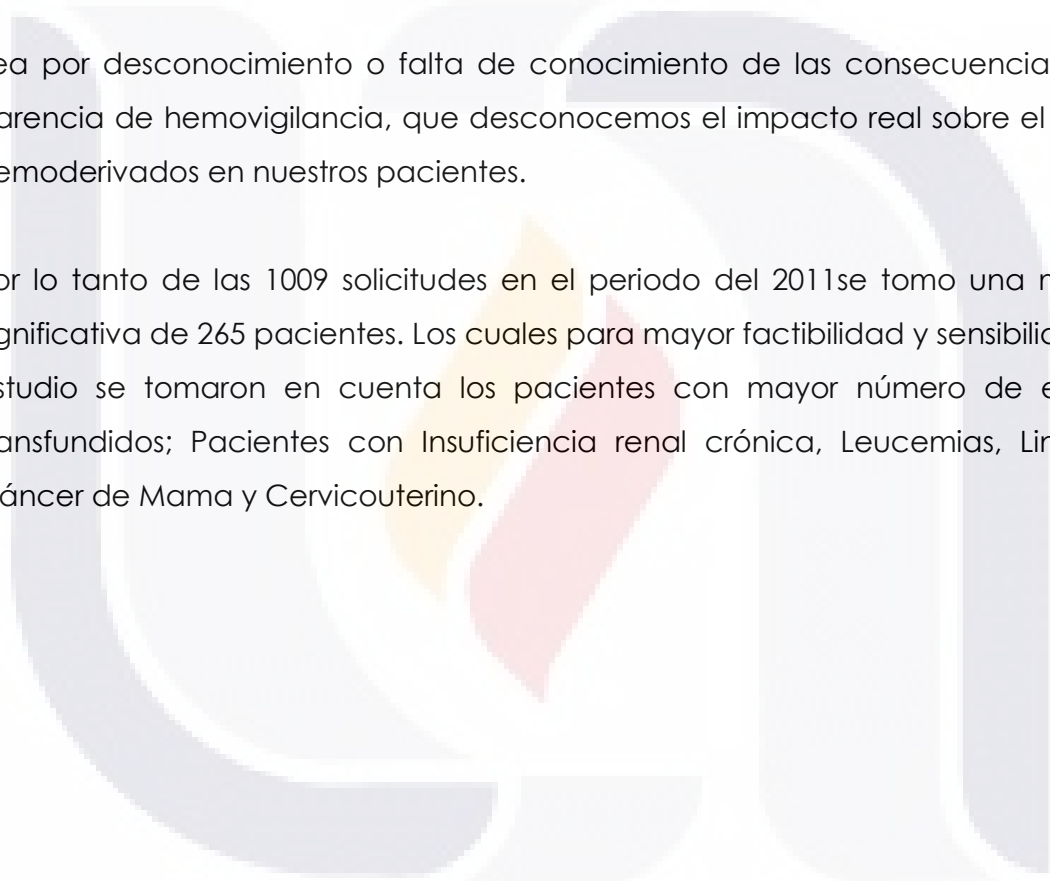 ea por desconocimiento o falta de conocimiento de las consecuencia
arencia de hemovigilancia, que desconocemos el impacto real sobre el
emoderivados en nuestros pacientes.
or lo tanto de las 1009 solicitudes en el periodo del 2011se tomo una
gnificativa de 265 pacientes. Los cuales para mayor factibilidad y sensibilid
studio se tomaron en cuenta los pacientes con mayor número de e
ansfundidos; Pacientes con Insuficiencia renal crónica, Leucemias, Lin
áncer de Mama y Cervicouterino.